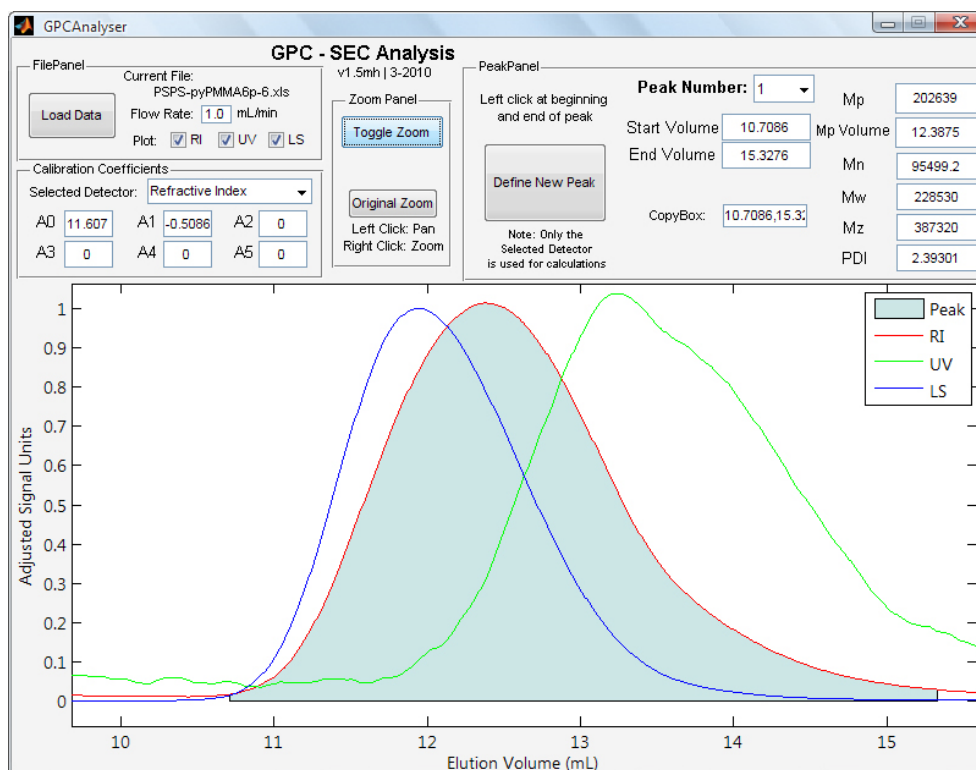 GPCAnalyser
GPC - SEC Analysis
v1.5mh | 3-2010
FilePanel
Load Data
Current File:
PSPS-pyPMMA6p-6.xls
Flow Rate: 1.0 mL/min
Plot: RI UV LS
Calibration Coefficients
Selected Detector: Refractive Index
A0 11.607 A1 -0.5086 A2 0
A3 0 A4 0 A5 0
Zoom Panel
Toggle Zoom
Original Zoom
Left Click: Pan
Right Click: Zoom
PeakPanel
Left click at beginning
and end of peak
Define New Peak
Note: Only the
Selected Detector
is used for calculations
Peak Number: 1
Start Volume 10.7086
End Volume 15.3276
CopyBox: 10.7086,15.32
Mp 202639
Mp Volume 12.3875
Mn 95499.2
Mw 228530
Mz 387320
PDI 2.39301
Peak
RI
UV
LS
Adjusted Signal Units
1
0.9
0.8
0.7
0.6
0.5
0.4
0.3
0.2
0.1
0
10 11 12 13 14 15
Elution Volume (mL)